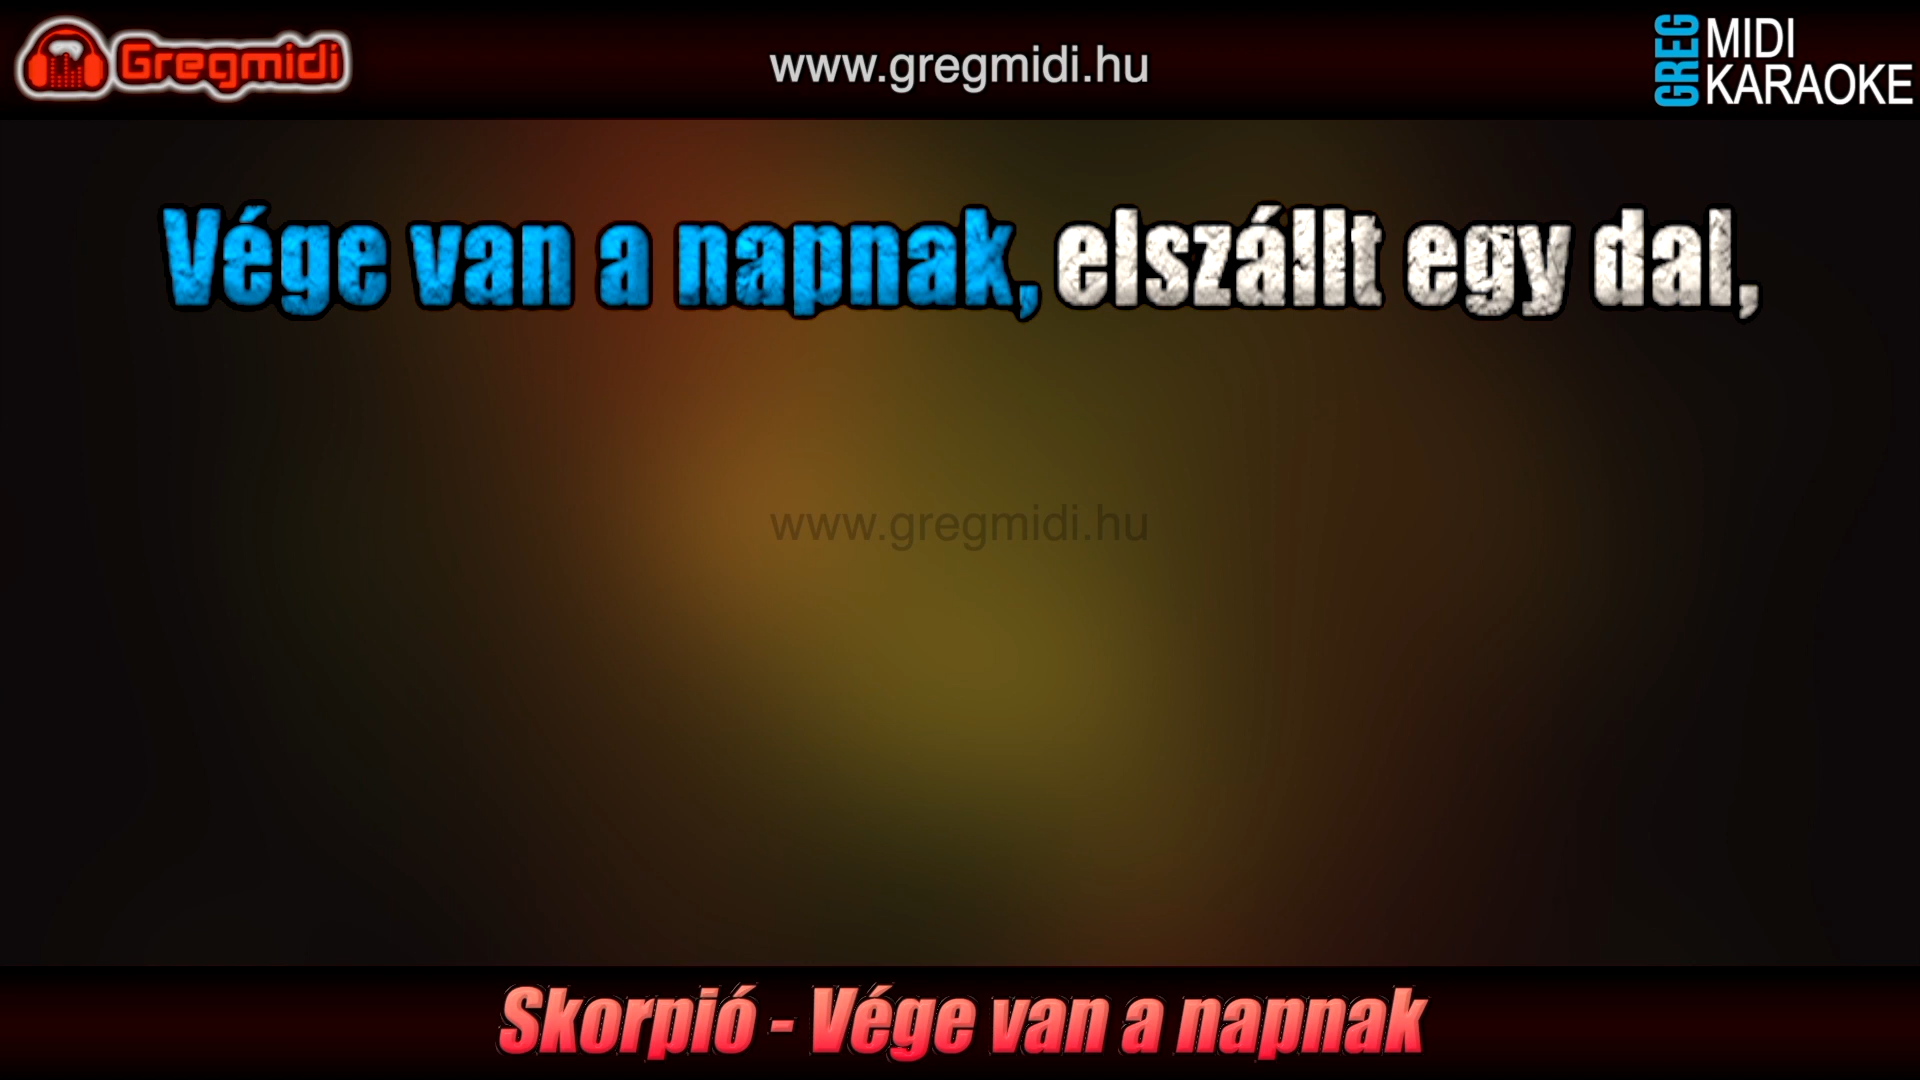 Gregmidi
www.gregmidi.hu
GREG
MIDI
KARAOKE
Vége van a napnak, elszállt egy dal,
www.gregmidi.hu
Skorpió - Vége van a napnak